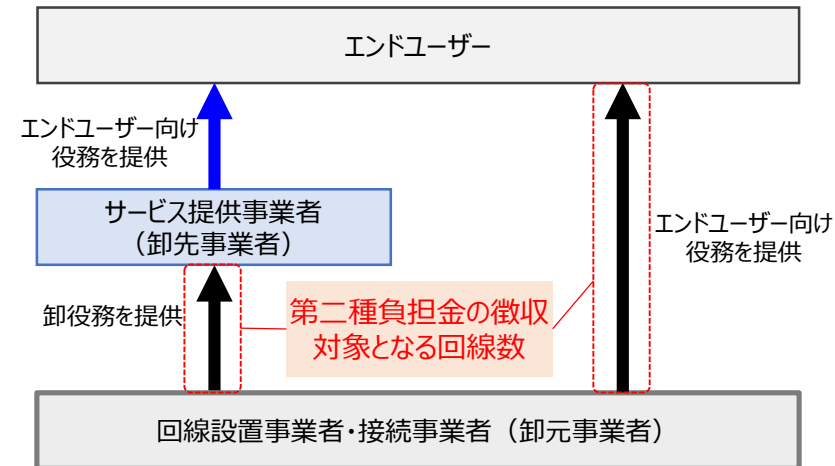 エンドユーザー
エンドユーザー向け
役務を提供
サービス提供事業者
（卸先事業者）
エンドユーザー向け
役務を提供
卸役務を提供
第二種負担金の徴収
対象となる回線数
回線設置事業者・接続事業者（卸元事業者）